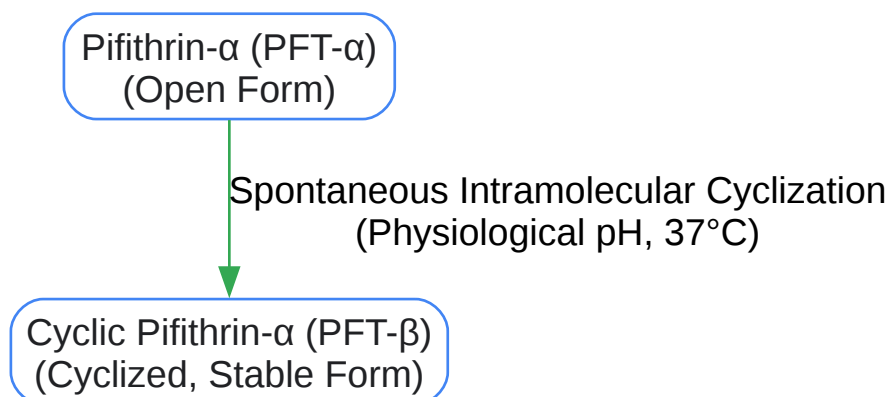 Pifithrin-α (PFT-α)
(Open Form)
Spontaneous Intramolecular Cyclization
(Physiological pH, 37°C)
Cyclic Pifithrin-α (PFT-β)
(Cyclized, Stable Form)